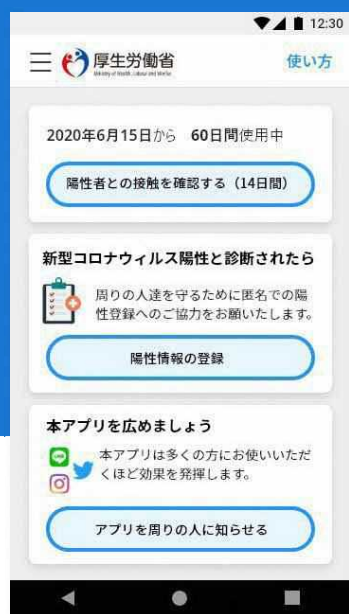 12:30
厚生労働省
Ministry of Health, Labour and Welfare
使い方
2020年6月15日から 60日間使用中
陽性者との接触を確認する（14日間）
新型コロナウィルス陽性と診断されたら
周りの人達を守るために匿名での陽
性登録へのご協力をお願いいたします。
陽性情報の登録
本アプリを広めましょう
LINE
本アプリは多くの方にお使いいただ
くほど効果を発揮します。
アプリを周りの人に知らせる